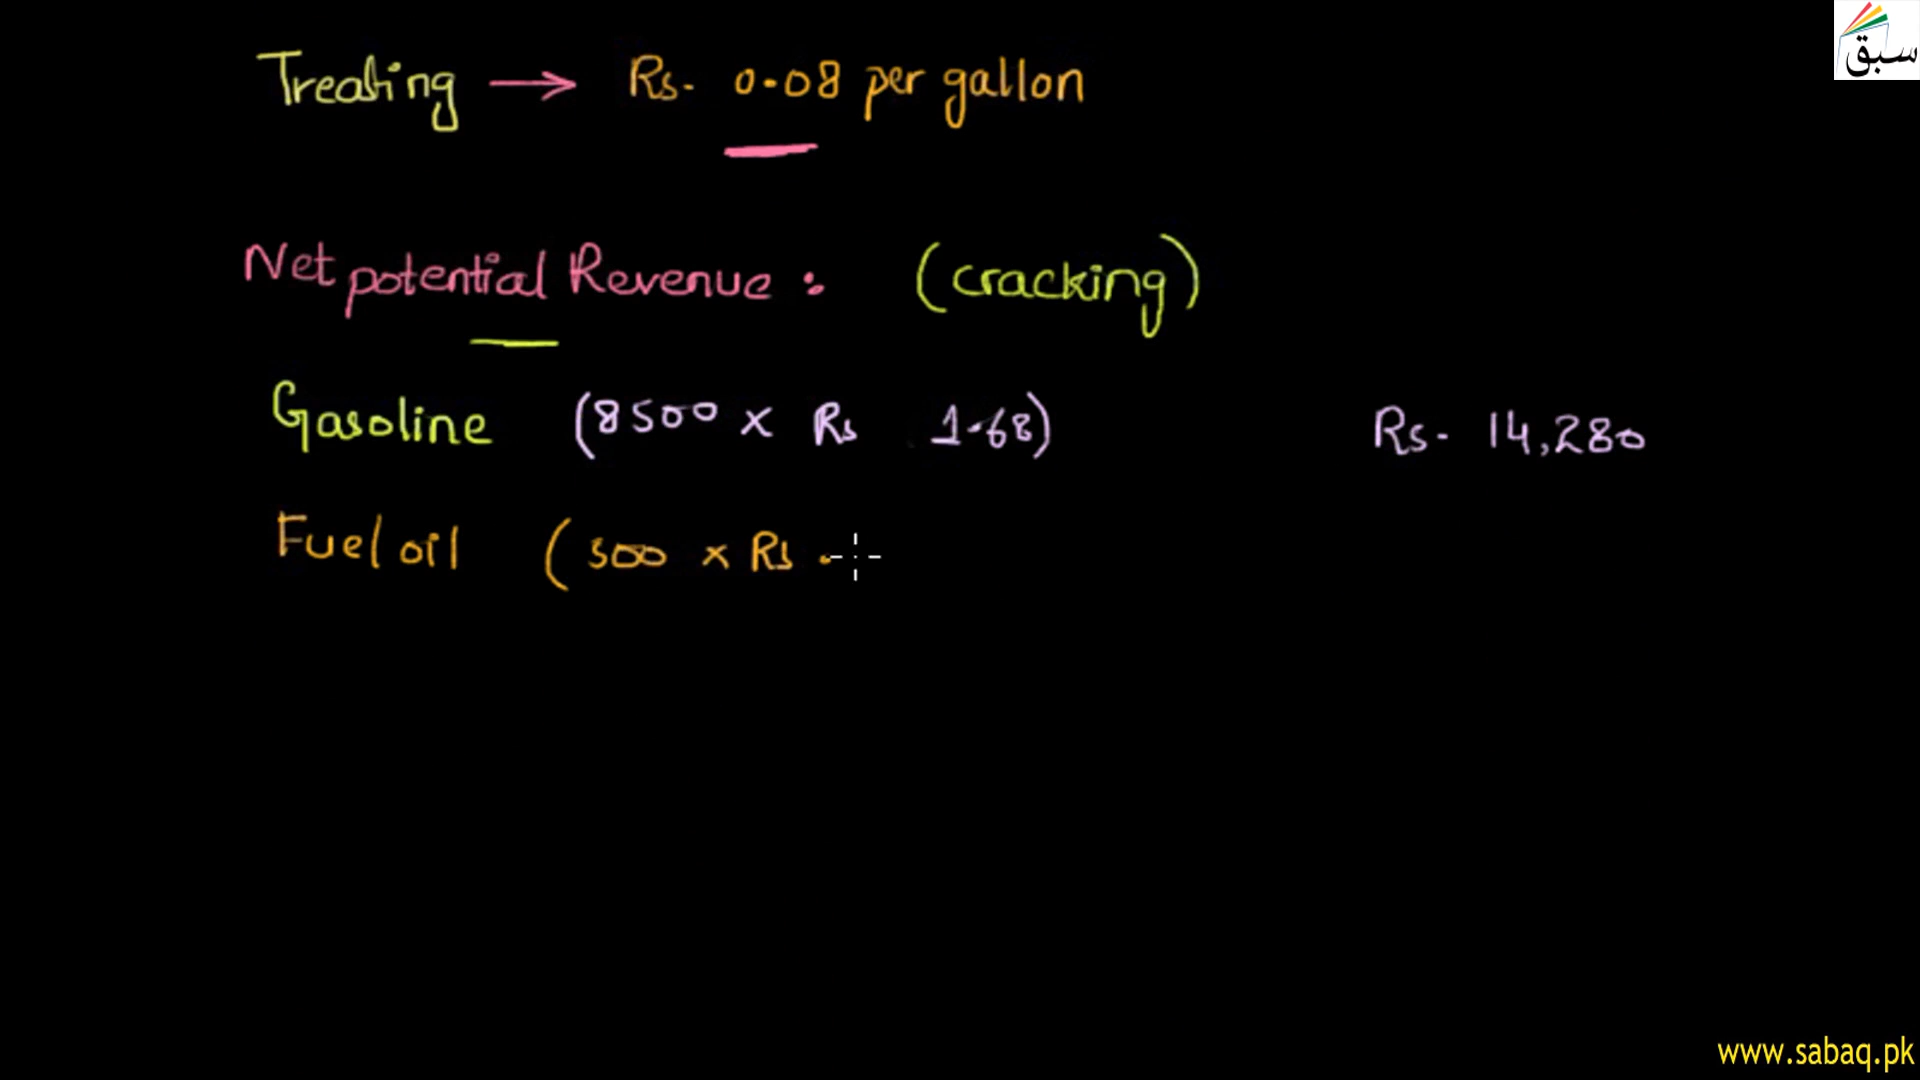 سبق
Treating → Rs. 0.08 per gallon
Net potential Revenue : (cracking)
Gasoline (8500 x Rs 1.68) Rs. 14,280
Fuel oil (500 x Rs .
www.sabaq.pk